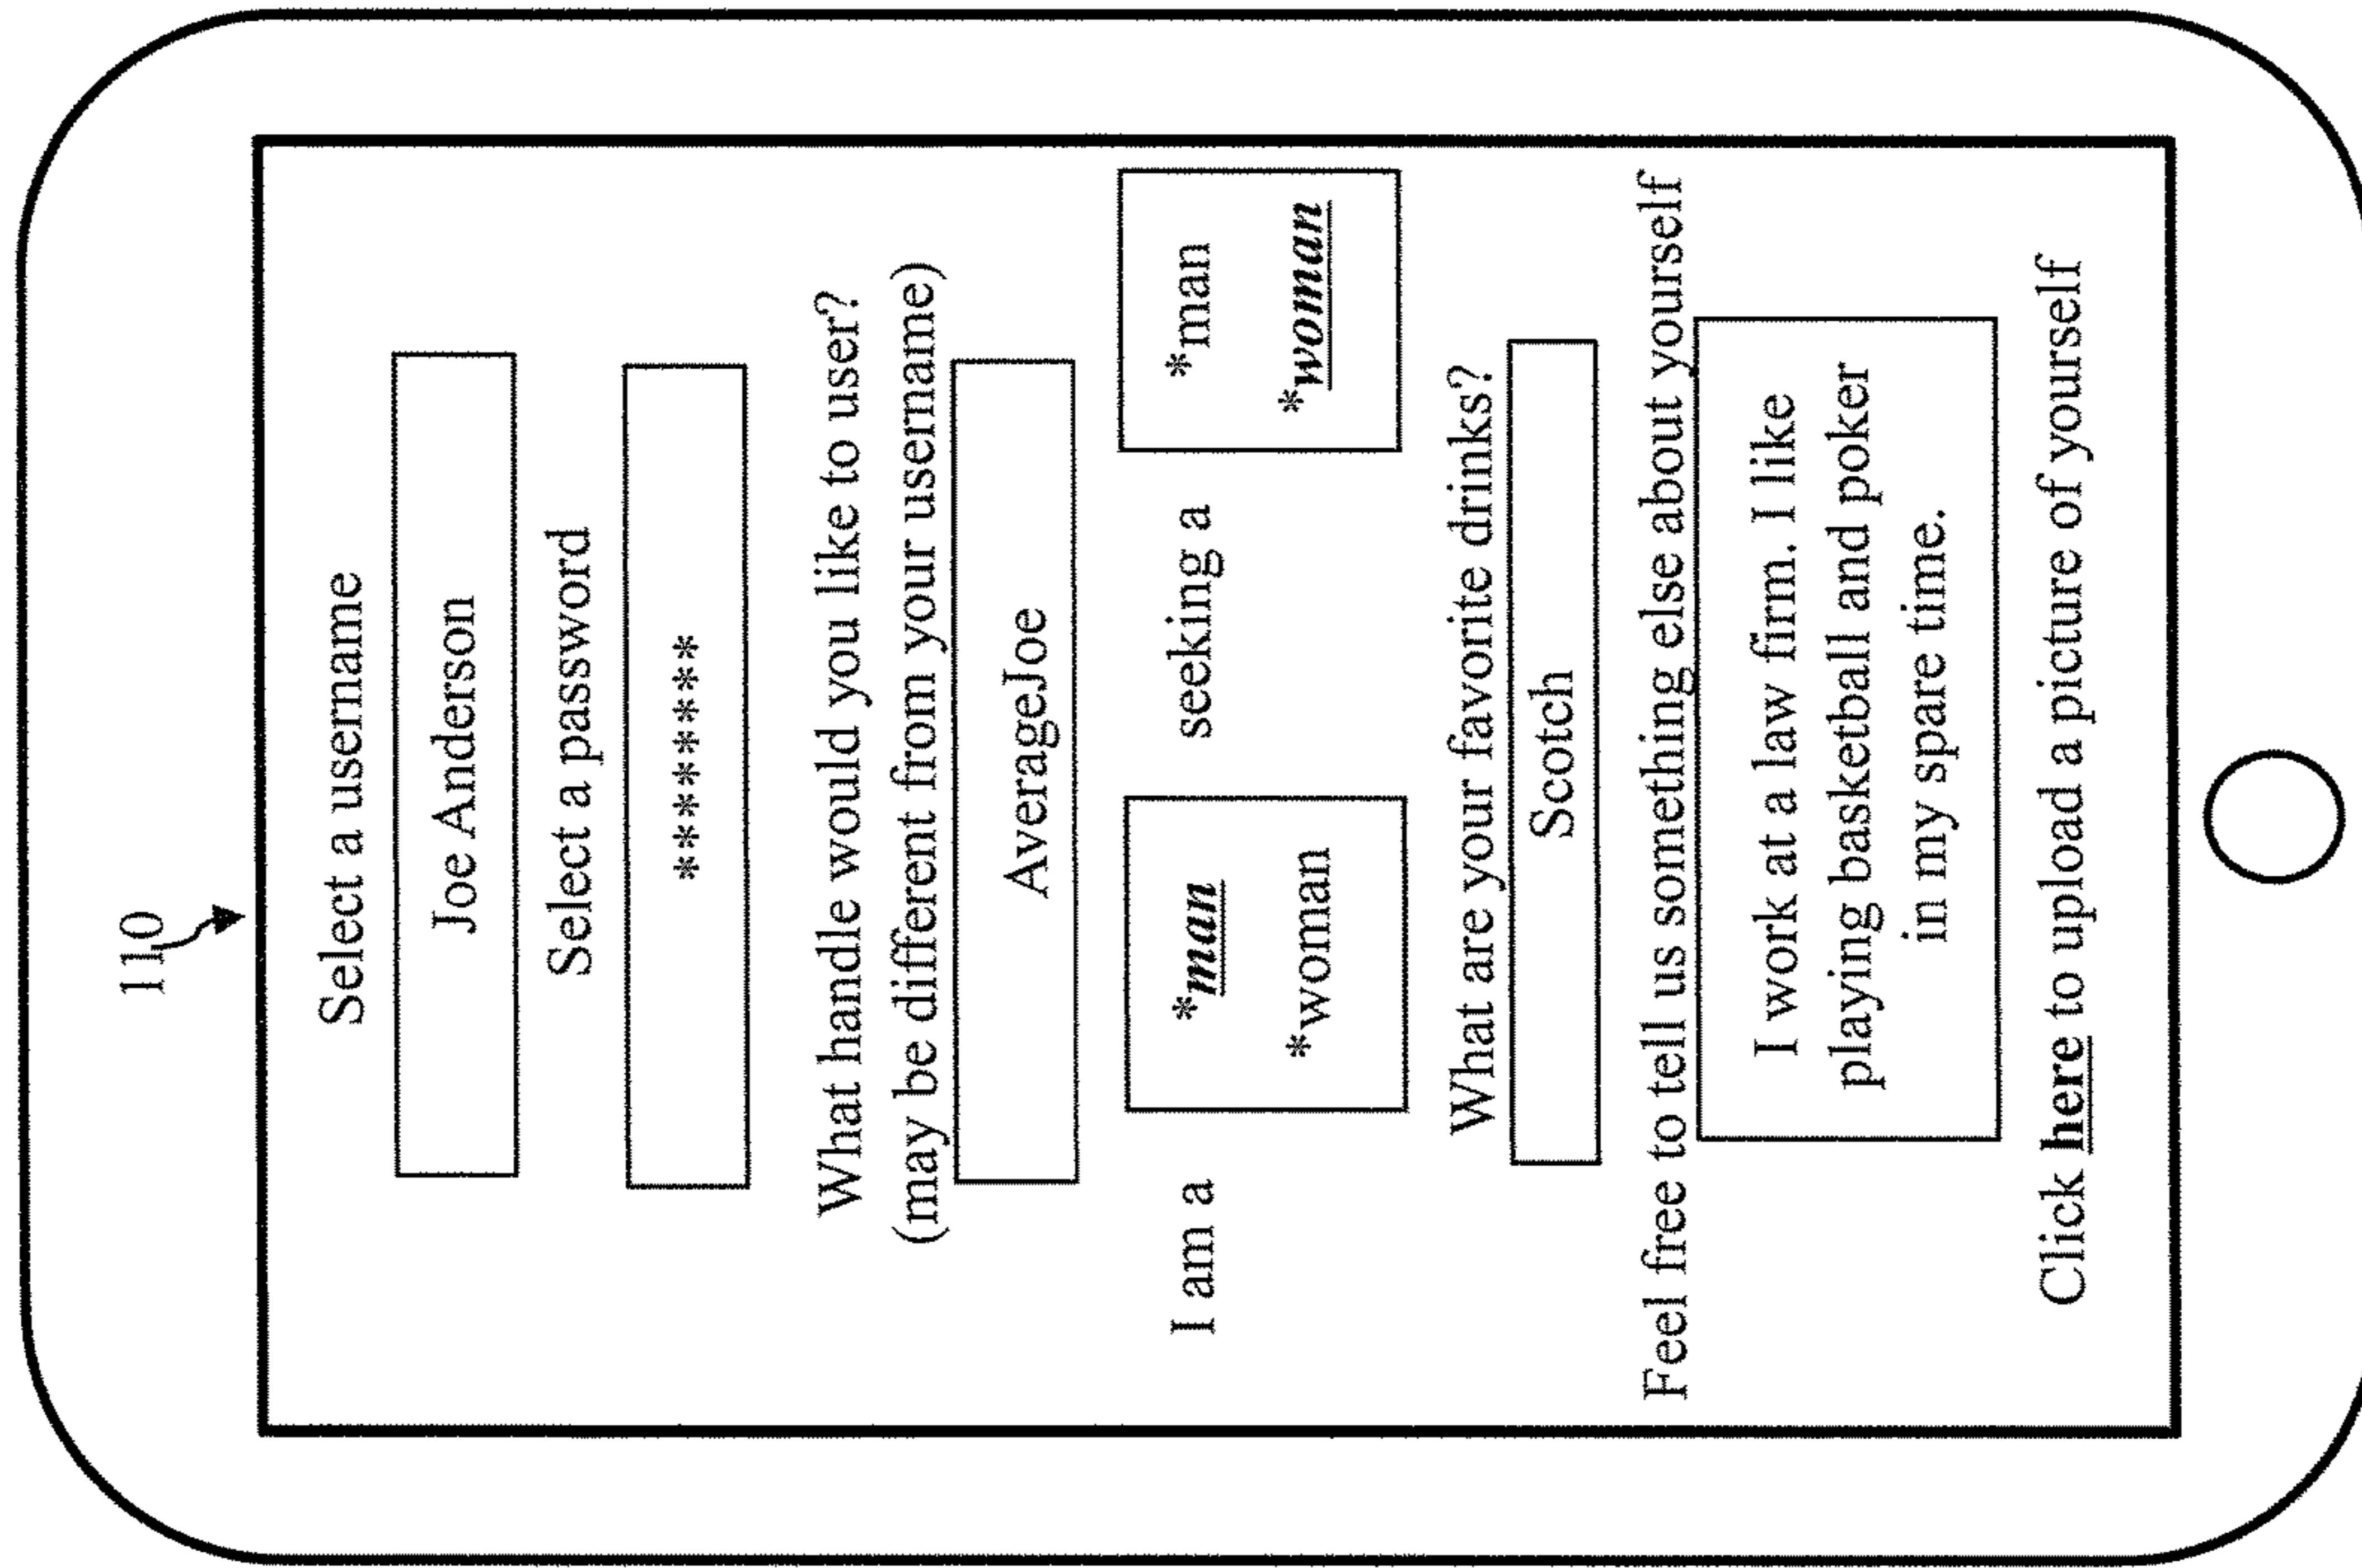 110
Select a username
Joe Anderson
Select a password
********
What handle would you like to user?
(may be different from your username)
AverageJoe
I am a
*man
*woman
seeking a
*man
*woman
What are your favorite drinks?
Scotch
Feel free to tell us something else about yourself
I work at a law firm. I like
playing basketball and poker
in my spare time.
Click here to upload a picture of yourself